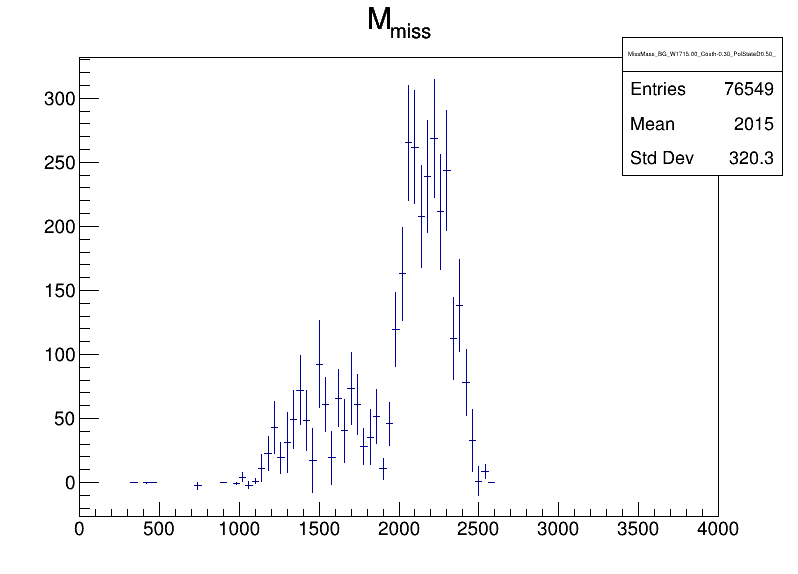 M_miss
MissMass_BG_W1715.00_Costh-0.30_PolStateD0.50_
Entries 76549
Mean 2015
Std Dev 320.3
300
250
200
150
100
50
0
0 500 1000 1500 2000 2500 3000 3500 4000